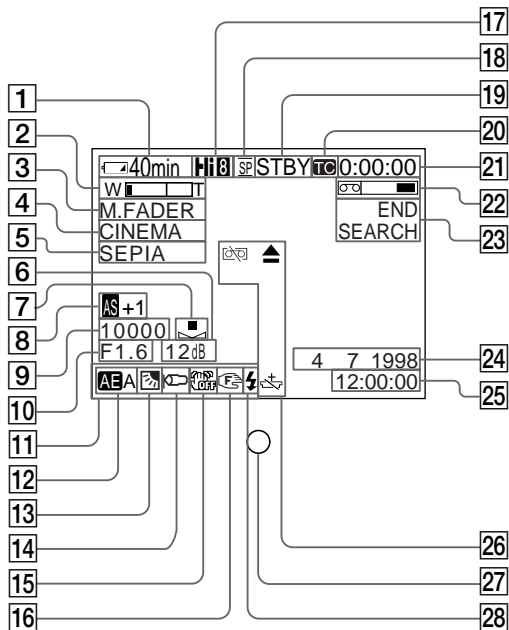 17
18
19
20
21
22
23
24
25
26
27
28
1
2
3
4
5
6
7
8
9
10
11
12
13
14
15
16
40min Hi8 SP STBY TC 0:00:00
W T
M.FADER
CINEMA
SEPIA
END
SEARCH
AS +1
10000
F1.6 12dB
4 7 1998
12:00:00
AE A OFF F